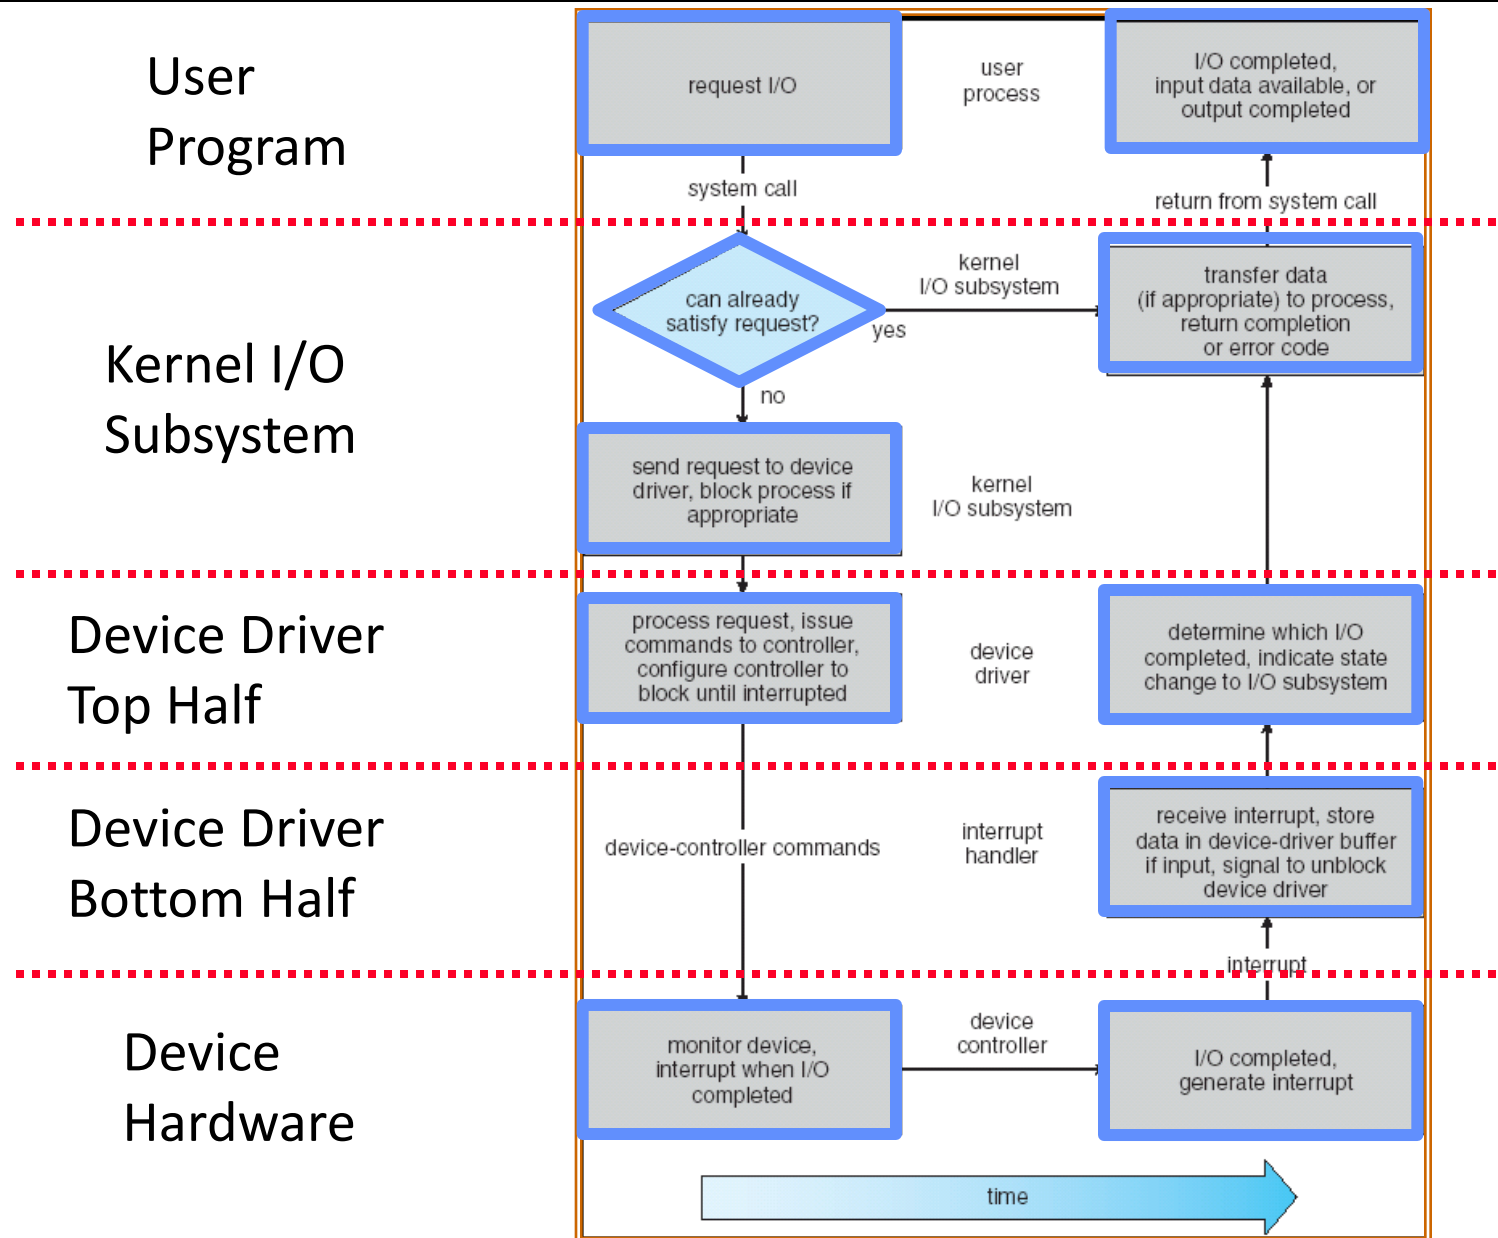 User
Program
request I/O
user
process
I/O completed,
input data available, or
output completed
system call
return from system call
Kernel I/O
Subsystem
can already
satisfy request?
yes
no
kernel
I/O subsystem
transfer data
(if appropriate) to process,
return completion
or error code
send request to device
driver, block process if
appropriate
kernel
I/O subsystem
Device Driver
Top Half
process request, issue
commands to controller,
configure controller to
block until interrupted
device
driver
determine which I/O
completed, indicate state
change to I/O subsystem
Device Driver
Bottom Half
device-controller commands
interrupt
handler
receive interrupt, store
data in device-driver buffer
if input, signal to unblock
device driver
interrupt
Device
Hardware
monitor device,
interrupt when I/O
completed
device
controller
I/O completed,
generate interrupt
time